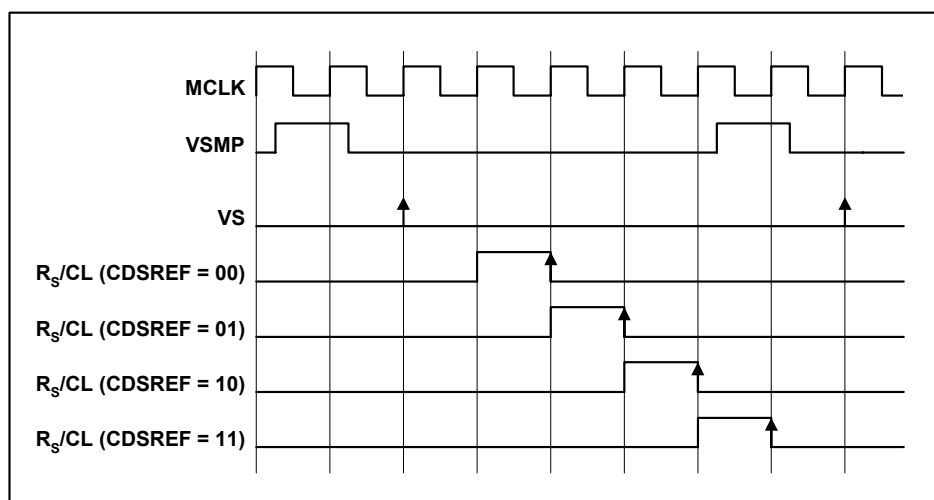 MCLK
VSMP
VS
RS/CL (CDSREF = 00)
RS/CL (CDSREF = 01)
RS/CL (CDSREF = 10)
RS/CL (CDSREF = 11)